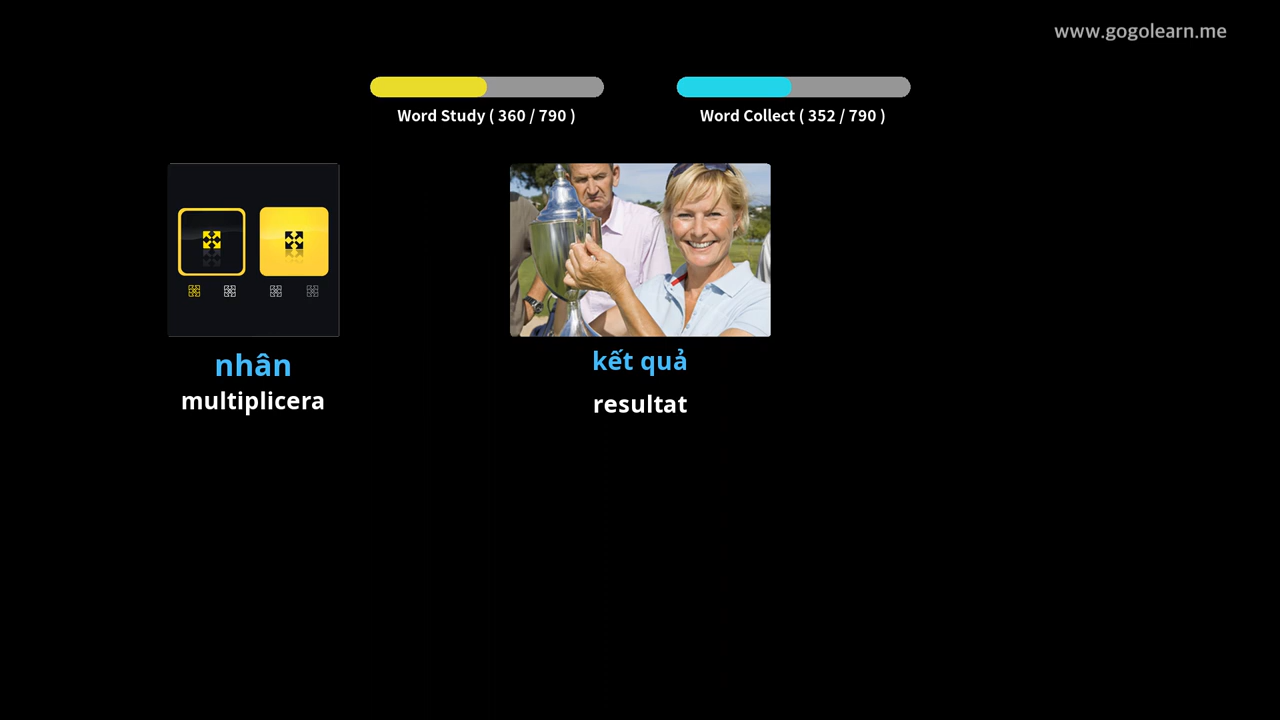 www.gogolearn.me
Word Study ( 360 / 790 )
Word Collect ( 352 / 790 )
nhân
multiplicera
kết quả
resultat